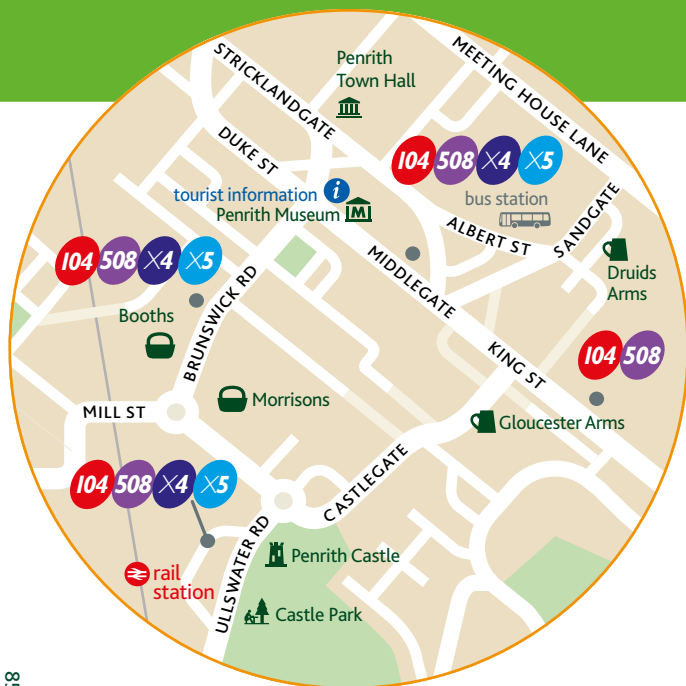 STRICKLANDGATE
Penrith
Town Hall
MEETING HOUSE LANE
DUKE ST
104 508 X4 X5
bus station
tourist information i
Penrith Museum M
ALBERT ST
SANDGATE
104 508 X4 X5
MIDDLEGATE
Druids
Arms
Booths
BRUNSWICK RD
KING ST
104 508
Morrisons
MILL ST
Gloucester Arms
104 508 X4 X5
CASTLEGATE
rail
station
ULLSWATER RD
Penrith Castle
Castle Park